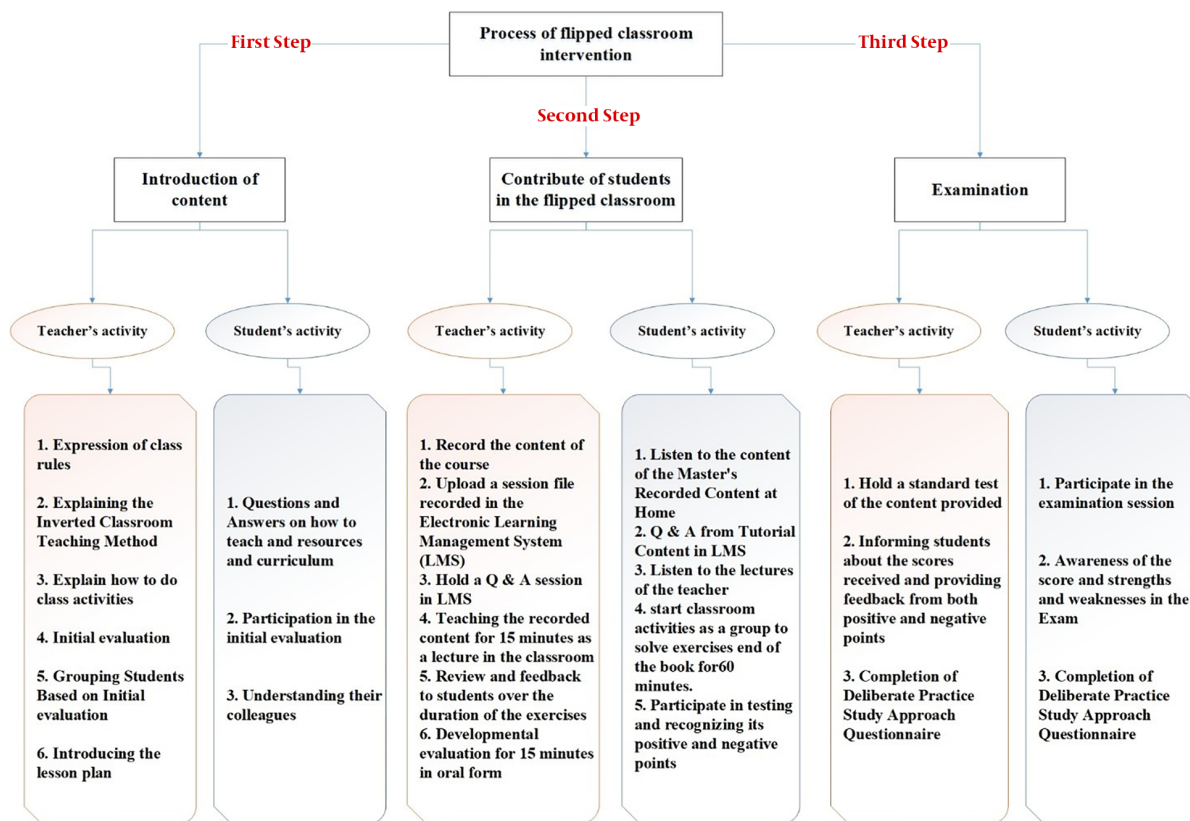 Process of flipped classroom
intervention
First Step
Second Step
Third Step
Introduction of
content
Contribute of students
in the flipped classroom
Examination
Teacher's activity
Student's activity
Teacher's activity
Student's activity
Teacher's activity
Student's activity
1. Expression of class
rules
2. Explaining the
Inverted Classroom
Teaching Method
3. Explain how to do
class activities
4. Initial evaluation
5. Grouping Students
Based on Initial
evaluation
6. Introducing the
lesson plan
1. Questions and
Answers on how to
teach and resources
and curriculum
2. Participation in the
initial evaluation
3. Understanding their
colleagues
1. Record the content of
the course
2. Upload a session file
recorded in the
Electronic Learning
Management System
(LMS)
3. Hold a Q & A session
in LMS
4. Teaching the recorded
content for 15 minutes as
a lecture in the classroom
5. Review and feedback
to students over the
duration of the exercises
6. Developmental
evaluation for 15 minutes
in oral form
1. Listen to the content
of the Master's
Recorded Content at
Home
2. Q & A from Tutorial
Content in LMS
3. Listen to the lectures
of the teacher
4. start classroom
activities as a group to
solve exercises end of
the book for60
minutes.
5. Participate in testing
and recognizing its
positive and negative
points
1. Hold a standard test
of the content provided
2. Informing students
about the scores
received and providing
feedback from both
positive and negative
points
3. Completion of
Deliberate Practice
Study Approach
Questionnaire
1. Participate in the
examination session
2. Awareness of the
score and strengths
and weaknesses in the
Exam
3. Completion of
Deliberate Practice
Study Approach
Questionnaire